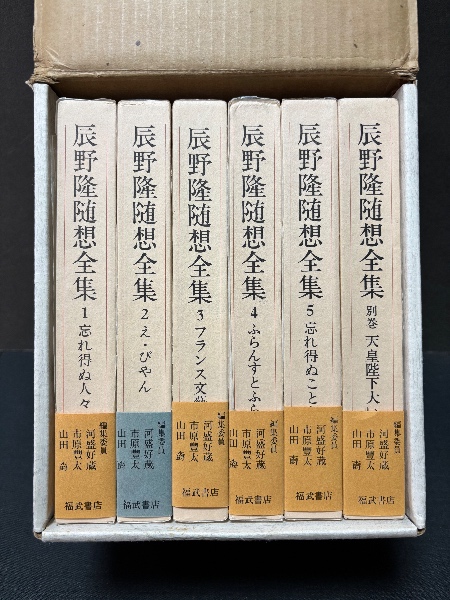 辰野隆随想全集 1 忘れ得ぬ人々
編集委員
河盛好蔵
市原豊太
山田𣝣
福武書店
辰野隆随想全集 2 え・びやん
編集委員
河盛好蔵
市原豊太
山田
福武書店
辰野隆随想全集 3 フランス文
編集委員
河盛好蔵
市原豊太
山田
福武書店
辰野隆随想全集 4 ふらんすとふら
編集委員
河盛好蔵
市原豊太
山田
福武書店
辰野隆随想全集 5 忘れ得ぬこと
編集委員
河盛好蔵
市原豊太
山田
福武書店
辰野隆随想全集 別巻 天皇陛下大
編集委員
河盛好蔵
市原豊太
山田
福武書店